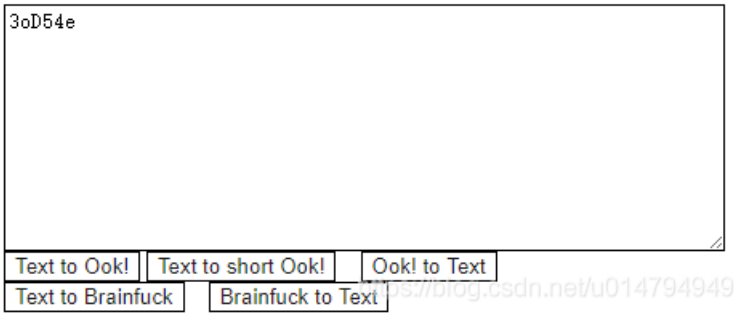 3oD54e
Text to Ook! Text to short Ook! Ook! to Text
Text to Brainfuck Brainfuck to Text
https://blog.csdn.net/u014794949